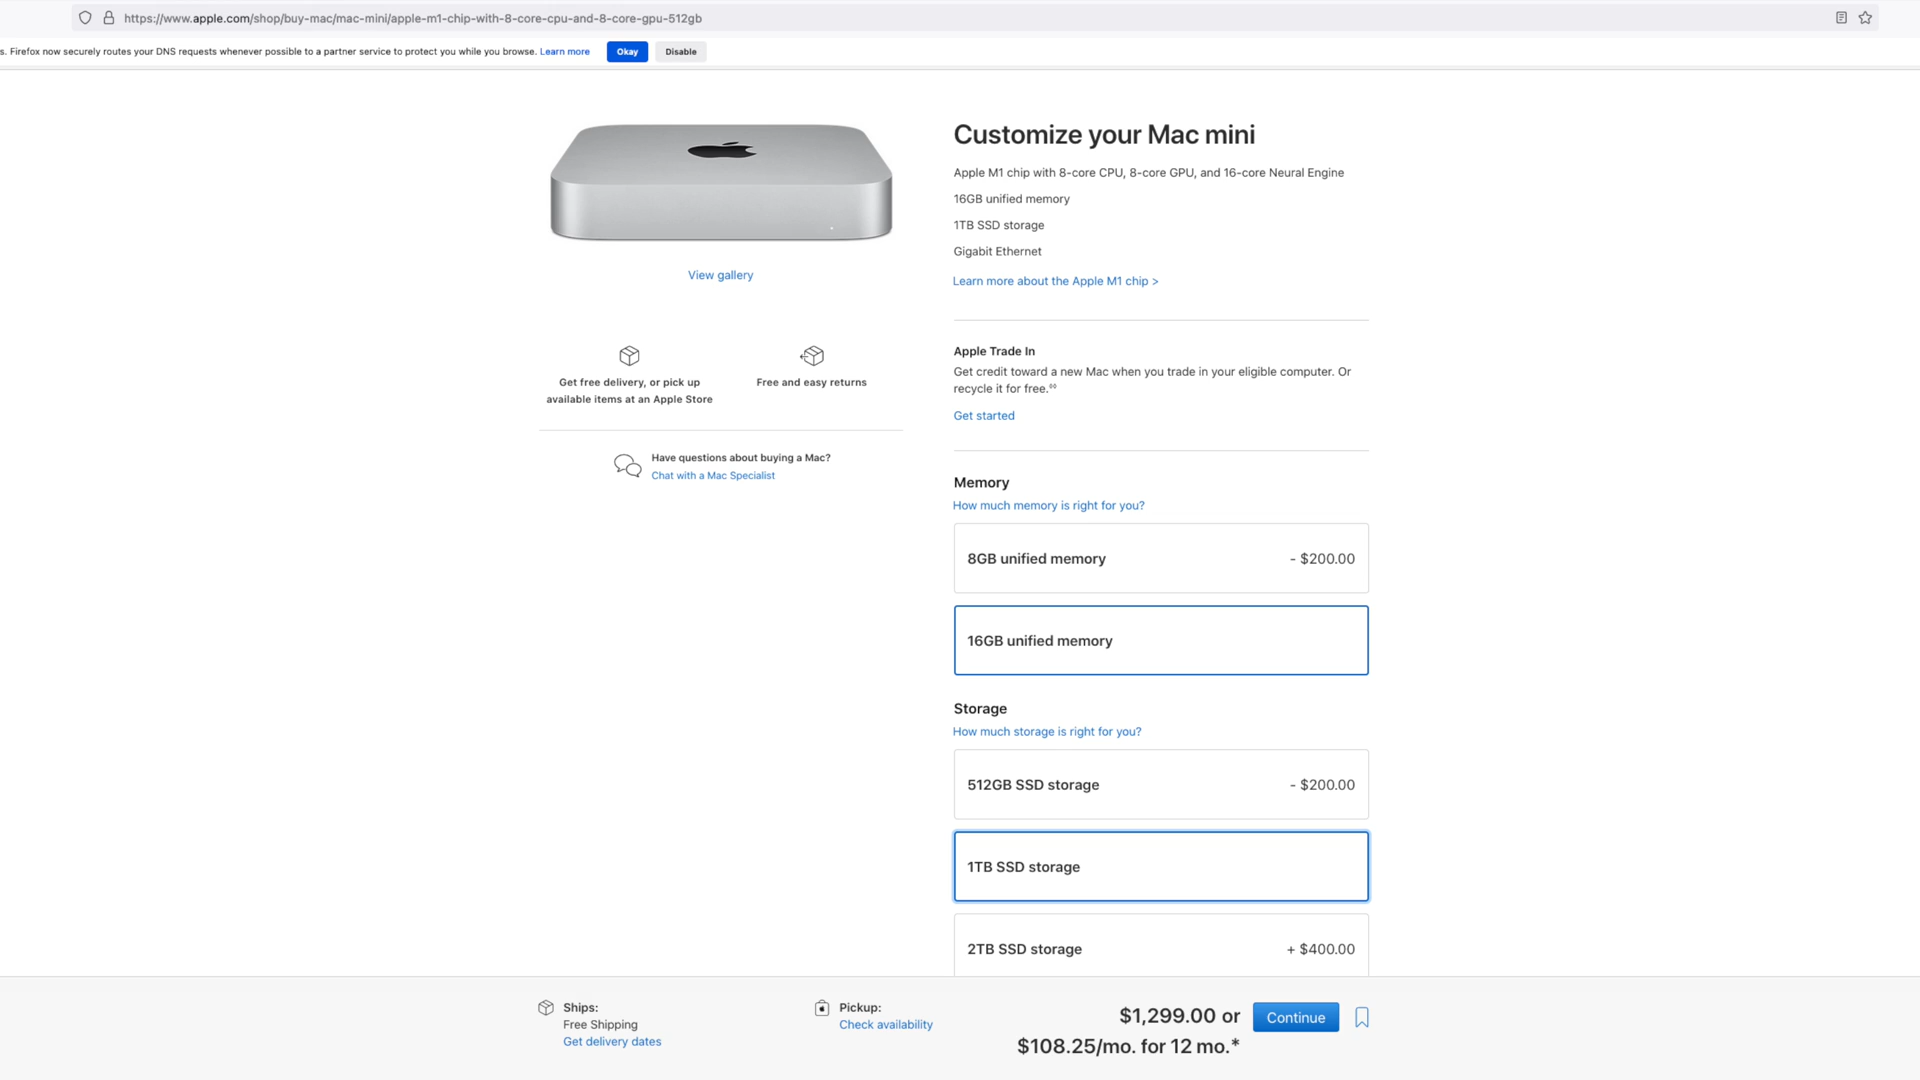 https://www.apple.com/shop/buy-mac/mac-mini/apple-m1-chip-with-8-core-cpu-and-8-core-gpu-512gb
s. Firefox now securely routes your DNS requests whenever possible to a partner service to protect you while you browse. Learn more
Okay
Disable
View gallery
Get free delivery, or pick up
available items at an Apple Store
Free and easy returns
Have questions about buying a Mac?
Chat with a Mac Specialist
Customize your Mac mini
Apple M1 chip with 8-core CPU, 8-core GPU, and 16-core Neural Engine
16GB unified memory
1TB SSD storage
Gigabit Ethernet
Learn more about the Apple M1 chip >
Apple Trade In
Get credit toward a new Mac when you trade in your eligible computer. Or
recycle it for free.◊◊
Get started
Memory
How much memory is right for you?
8GB unified memory - $200.00
16GB unified memory
Storage
How much storage is right for you?
512GB SSD storage - $200.00
1TB SSD storage
2TB SSD storage + $400.00
Ships:
Free Shipping
Get delivery dates
Pickup:
Check availability
$1,299.00 or
$108.25/mo. for 12 mo.*
Continue